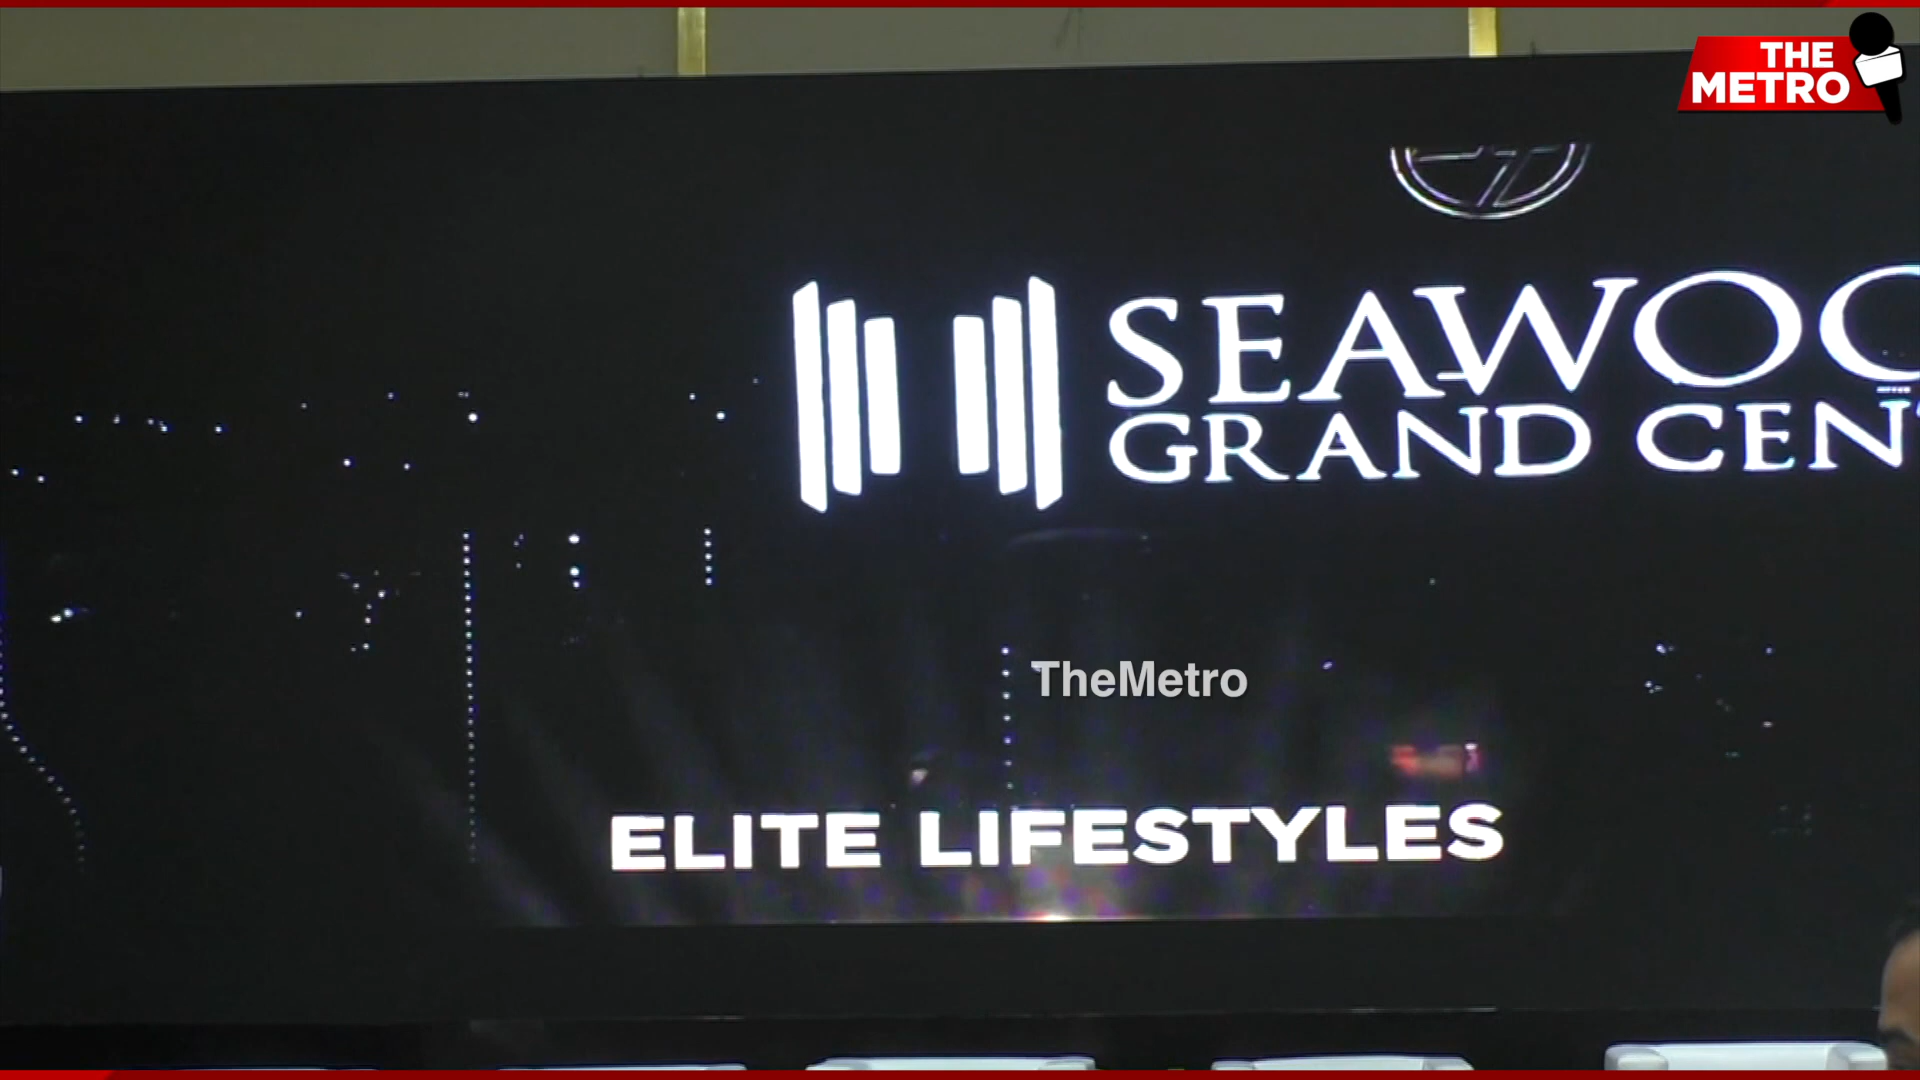 THE
METRO
SEAWOO
GRAND CEN
TheMetro
ELITE LIFESTYLES